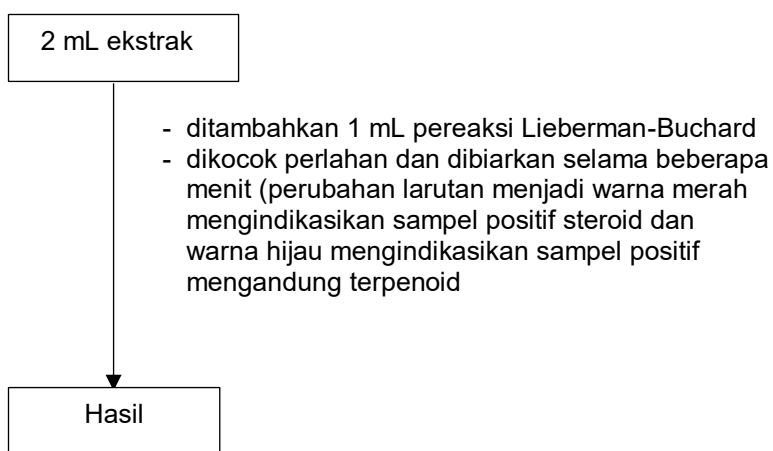 2 mL ekstrak
- ditambahkan 1 mL pereaksi Lieberman-Buchard
- dikocok perlahan dan dibiarkan selama beberapa
menit (perubahan larutan menjadi warna merah
mengindikasikan sampel positif steroid dan
warna hijau mengindikasikan sampel positif
mengandung terpenoid
Hasil